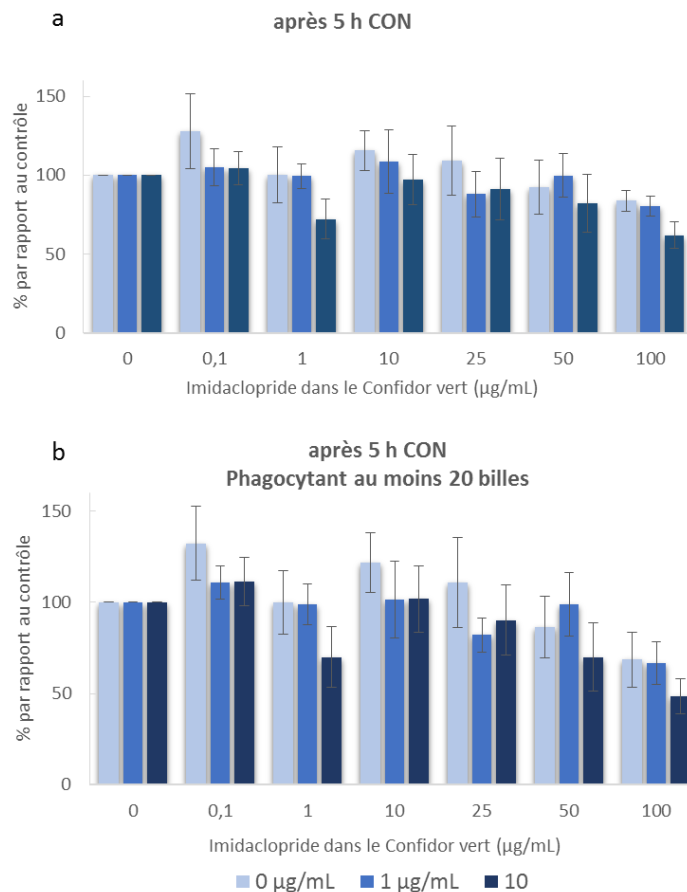 a
après 5 h CON
% par rapport au contrôle
150
100
50
0
0 0,1 1 10 25 50 100
Imidaclopride dans le Confidor vert (µg/mL)
b
après 5 h CON
Phagocytant au moins 20 billes
% par rapport au contrôle
150
100
50
0
0 0,1 1 10 25 50 100
Imidaclopride dans le Confidor vert (µg/mL)
0 µg/mL 1 µg/mL 10